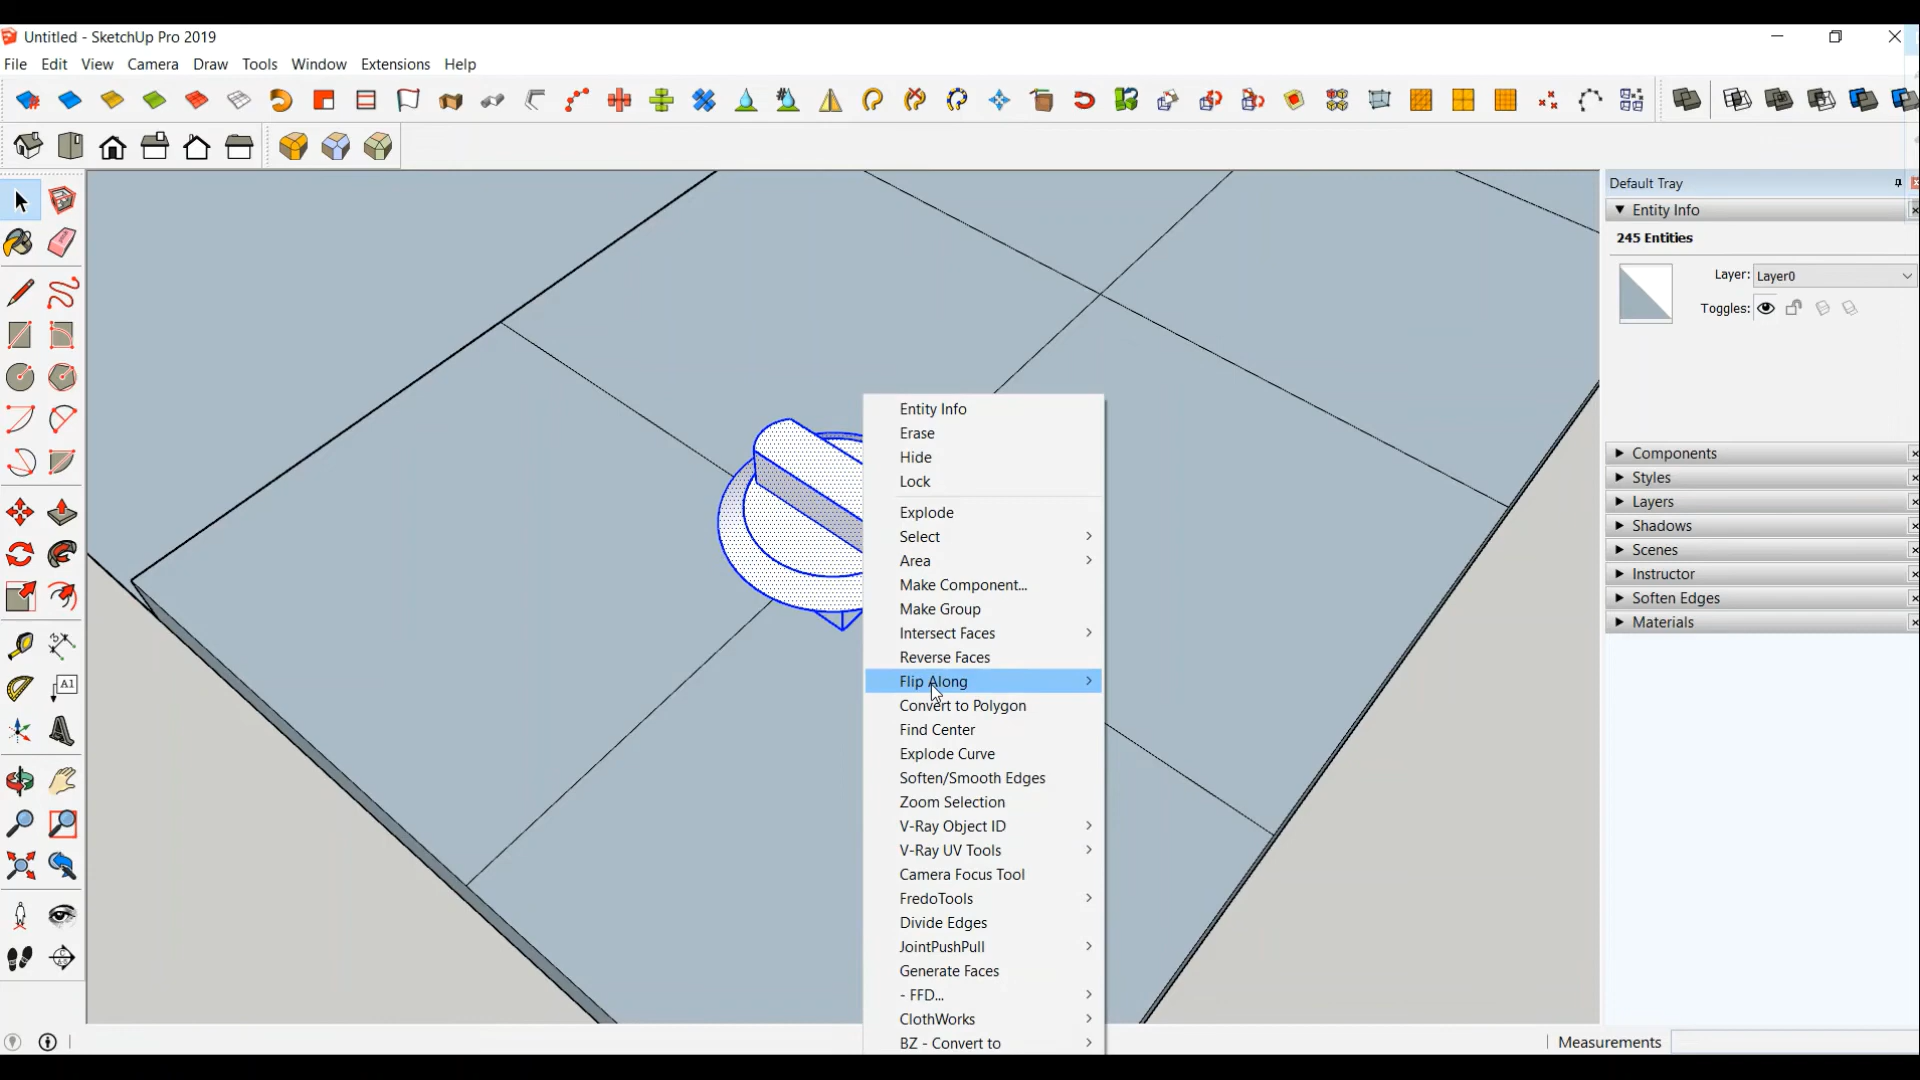 Untitled - SketchUp Pro 2019
File Edit View Camera Draw Tools Window Extensions Help
Default Tray
Entity Info
245 Entities
Layer: Layer0
Toggles:
Components
Styles
Layers
Shadows
Scenes
Instructor
Soften Edges
Materials
Entity Info
Erase
Hide
Lock
Explode
Select
Area
Make Component...
Make Group
Intersect Faces
Reverse Faces
Flip Along
Convert to Polygon
Find Center
Explode Curve
Soften/Smooth Edges
Zoom Selection
V-Ray Object ID
V-Ray UV Tools
Camera Focus Tool
FredoTools
Divide Edges
JointPushPull
Generate Faces
- FFD...
ClothWorks
BZ - Convert to
A1
Measurements